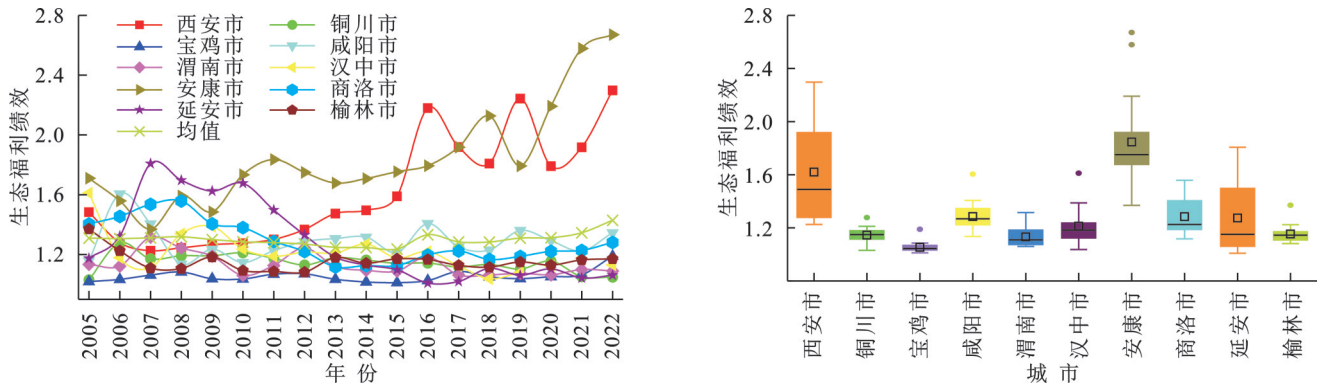 生态福利绩效
2.8
2.4
2.0
1.6
1.2
西安市
铜川市
宝鸡市
咸阳市
渭南市
汉中市
安康市
商洛市
延安市
榆林市
均值
2005
2006
2007
2008
2009
2010
2011
2012
2013
2014
2015
2016
2017
2018
2019
2020
2021
2022
年 份
生态福利绩效
2.8
2.4
2.0
1.6
1.2
西安市
铜川市
宝鸡市
咸阳市
渭南市
汉中市
安康市
商洛市
延安市
榆林市
城 市